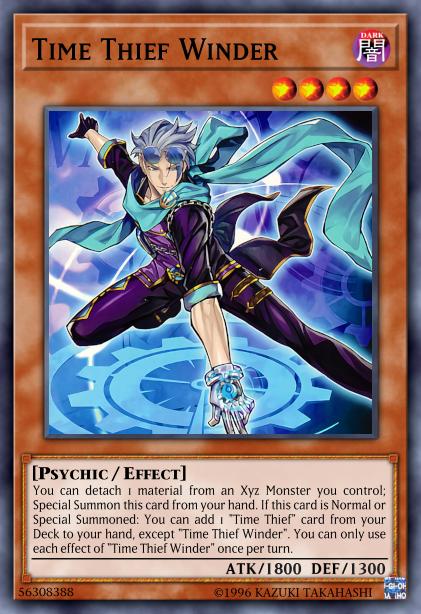 TIME THIEF WINDER
DARK
闇
[PSYCHIC / EFFECT]
You can detach 1 material from an Xyz Monster you control;
Special Summon this card from your hand. If this card is Normal or
Special Summoned: You can add 1 "Time Thief" card from your
Deck to your hand, except "Time Thief Winder". You can only use
each effect of "Time Thief Winder" once per turn.
ATK/1800 DEF/1300
56308388
©1996 KAZUKI TAKAHASHI